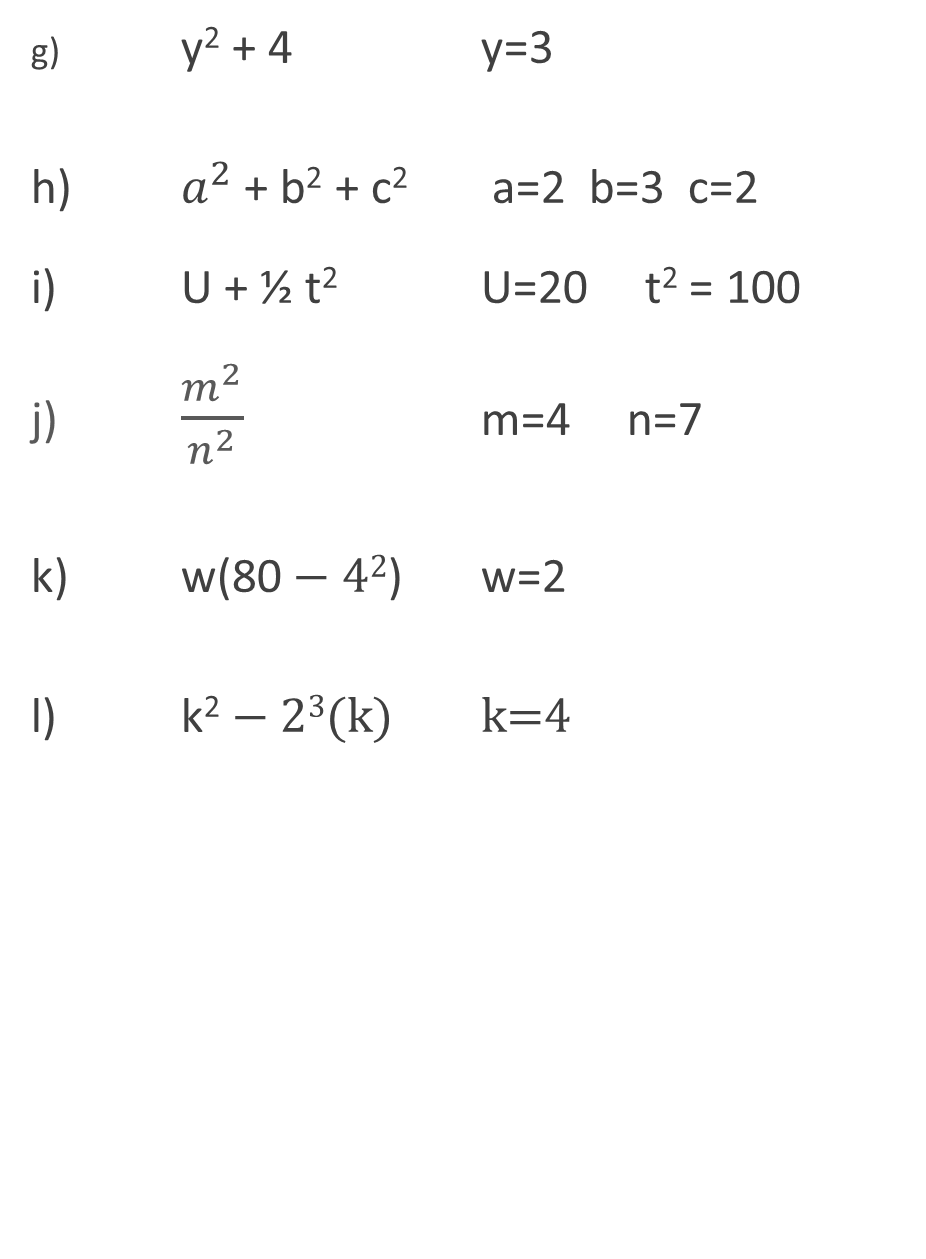 g) y² + 4 y=3
h) a² + b² + c² a=2 b=3 c=2
i) U + ½ t² U=20 t² = 100
j) m²/n² m=4 n=7
k) w(80 − 4²) w=2
l) k² − 2³(k) k=4